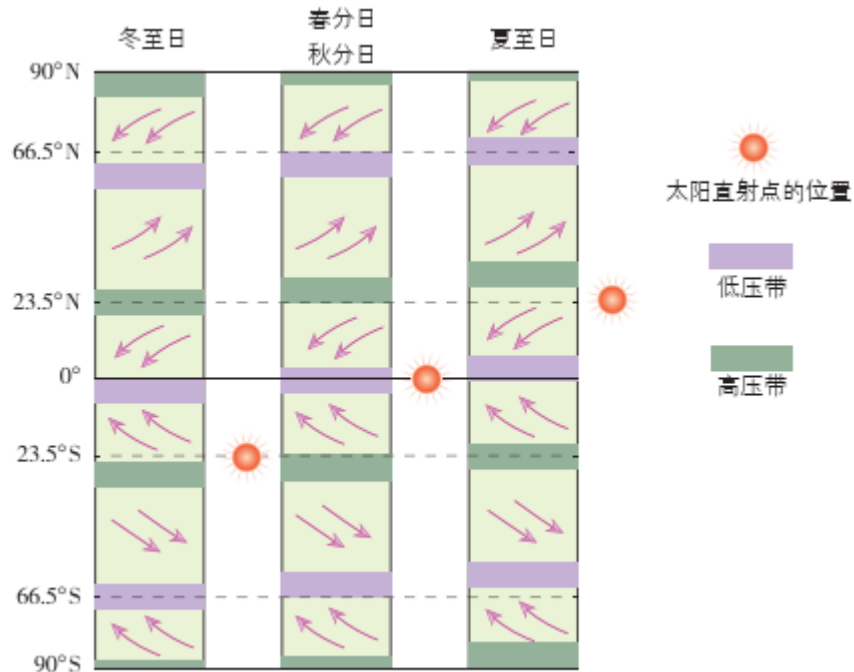 冬至日
春分日
秋分日
夏至日
90°N
66.5°N
23.5°N
0°
23.5°S
66.5°S
90°S
太阳直射点的位置
低压带
高压带